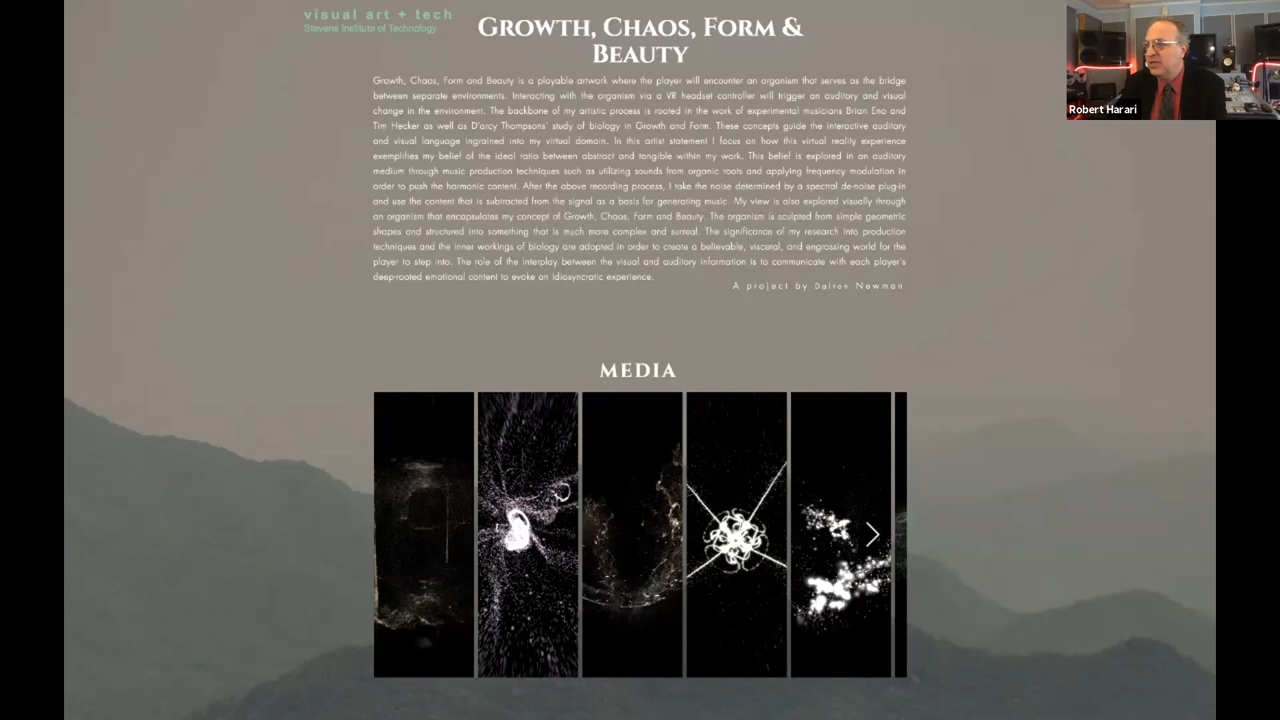 visual art + tech
Stevens Institute of Technology
GROWTH, CHAOS, FORM &
BEAUTY
Growth, Chaos, Form and Beauty is a playable artwork where the player will encounter an organism that serves as the bridge
between separate environments. Interacting with the organism via a VR headset controller will trigger an auditory and visual
change in the environment. The backbone of my artistic process is rooted in the work of experimental musicians Brian Eno and
Tim Hecker as well as D'arcy Thompsons' study of biology in Growth and Form. These concepts guide the interactive auditory
and visual language ingrained into my virtual domain. In this artist statement I focus on how this virtual reality experience
exemplifies my belief of the ideal ratio between abstract and tangible within my work. This belief is explored in an auditory
medium through music production techniques such as utilizing sounds from organic roots and applying frequency modulation in
order to push the harmonic content. After the above recording process, I take the noise determined by a spectral de-noise plug-in
and use the content that is subtracted from the signal as a basis for generating music. My view is also explored visually through
an organism that encapsulates my concept of Growth, Chaos, Form and Beauty. The organism is sculpted from simple geometric
shapes and structured into something that is much more complex and surreal. The significance of my research into production
techniques and the inner workings of biology are adopted in order to create a believable, visceral, and engrossing world for the
player to step into. The role of the interplay between the visual and auditory information is to communicate with each player's
deep-rooted emotional content to evoke an idiosyncratic experience.
A project by Dalton Newman
MEDIA
Robert Harari